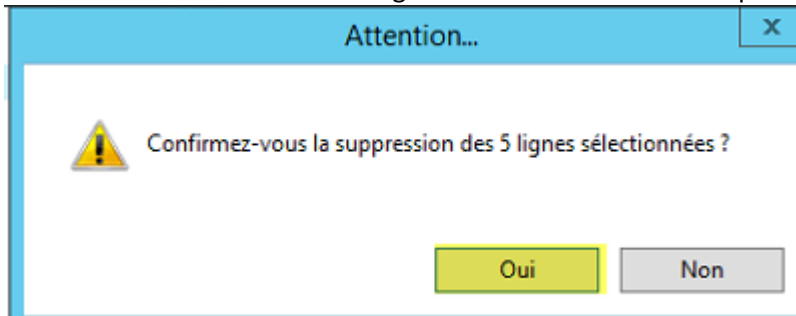 Attention...
x
Confirmez-vous la suppression des 5 lignes sélectionnées ?
Oui
Non